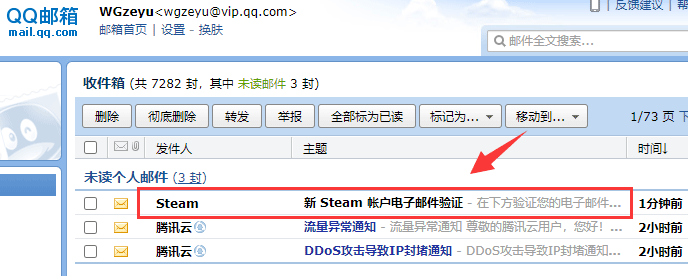 QQ邮箱 WGzeyu<wgzeyu@vip.qq.com> 反馈建议
mail.qq.com 邮箱首页 | 设置 - 换肤
邮件全文搜索...
收件箱 (共 7282 封，其中 未读邮件 3 封)
删除 彻底删除 转发 举报 全部标为已读 标记为... 移动到... 1/73 页
发件人 主题 时间↓
未读个人邮件 (3 封)
Steam 新 Steam 帐户电子邮件验证 - 在下方验证您的电子邮件... 1分钟前
腾讯云 流星异常通知 - 流星异常通知 尊敬的腾讯云用户，您好！... 2小时前
腾讯云 DDoS攻击导致IP封堵通知 - DDoS攻击导致IP封堵通知... 2小时前